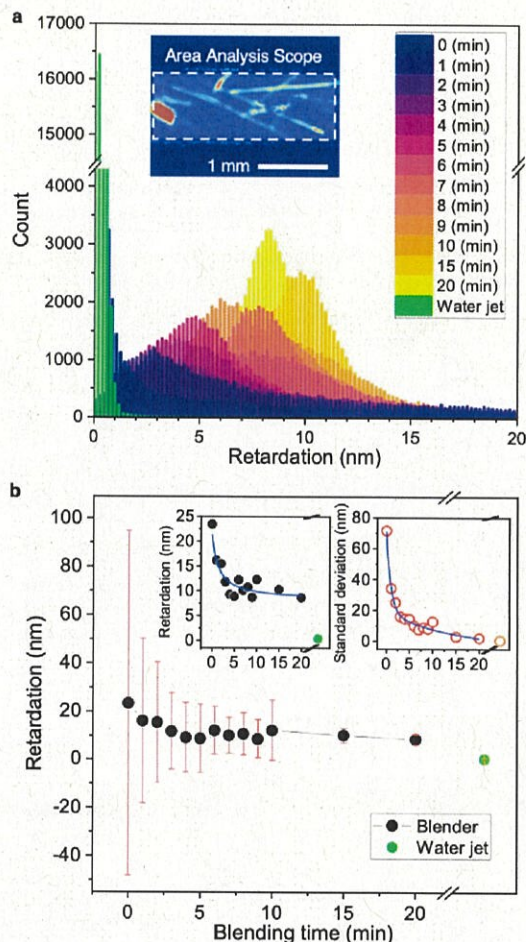 a
17000
16000
15000
4000
3000
2000
1000
0
Count
Area Analysis Scope
1 mm
0 (min)
1 (min)
2 (min)
3 (min)
4 (min)
5 (min)
6 (min)
7 (min)
8 (min)
9 (min)
10 (min)
15 (min)
20 (min)
Water jet
0 5 10 15 20
Retardation (nm)
b
100
80
60
40
20
0
-20
-40
Retardation (nm)
25
20
15
10
5
0
Retardation (nm)
0 5 10 15 20
80
60
40
20
0
Standard deviation (nm)
0 5 10 15 20
Blender
Water jet
0 5 10 15 20
Blending time (min)